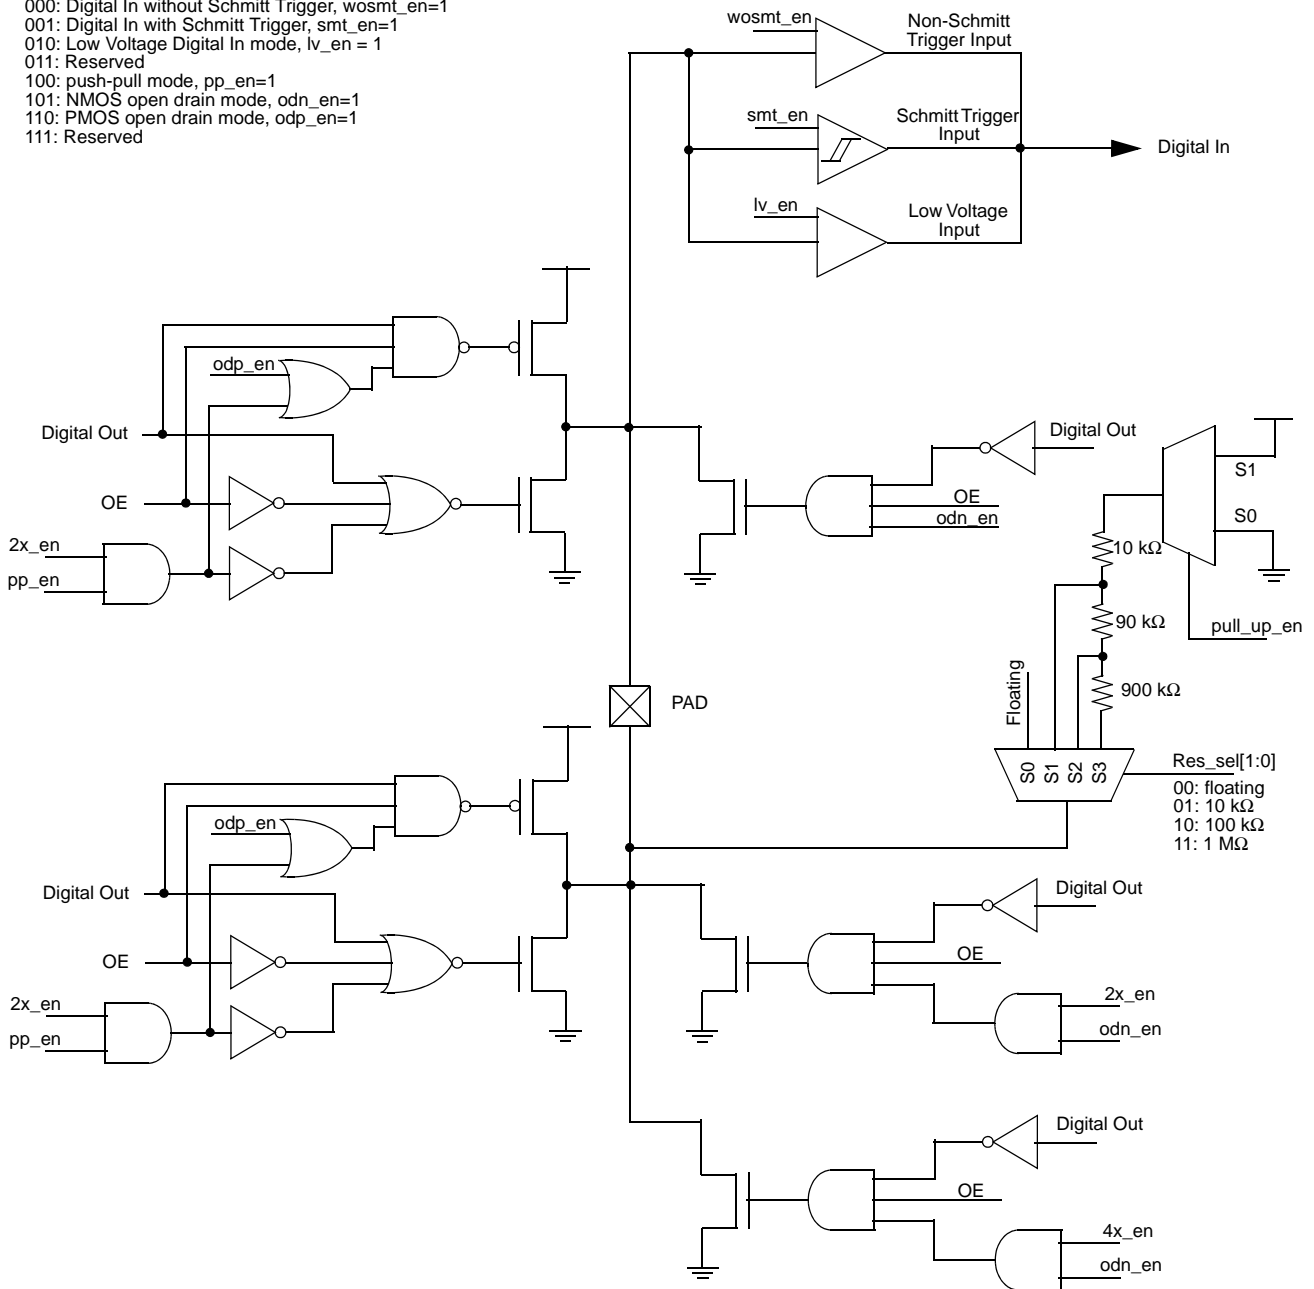 000: Digital In without Schmitt Trigger, wosmt_en=1
001: Digital In with Schmitt Trigger, smt_en=1
010: Low Voltage Digital In mode, lv_en = 1
011: Reserved
100: push-pull mode, pp_en=1
101: NMOS open drain mode, odn_en=1
110: PMOS open drain mode, odp_en=1
111: Reserved
wosmt_en
Non-Schmitt
Trigger Input
smt_en
Schmitt Trigger
Input
Digital In
lv_en
Low Voltage
Input
odp_en
Digital Out
OE
2x_en
pp_en
Digital Out
OE
odn_en
S1
S0
10 kΩ
90 kΩ
900 kΩ
pull_up_en
Floating
PAD
S0
S1
S2
S3
Res_sel[1:0]
00: floating
01: 10 kΩ
10: 100 kΩ
11: 1 MΩ
odp_en
Digital Out
OE
2x_en
pp_en
Digital Out
OE
2x_en
odn_en
Digital Out
OE
4x_en
odn_en